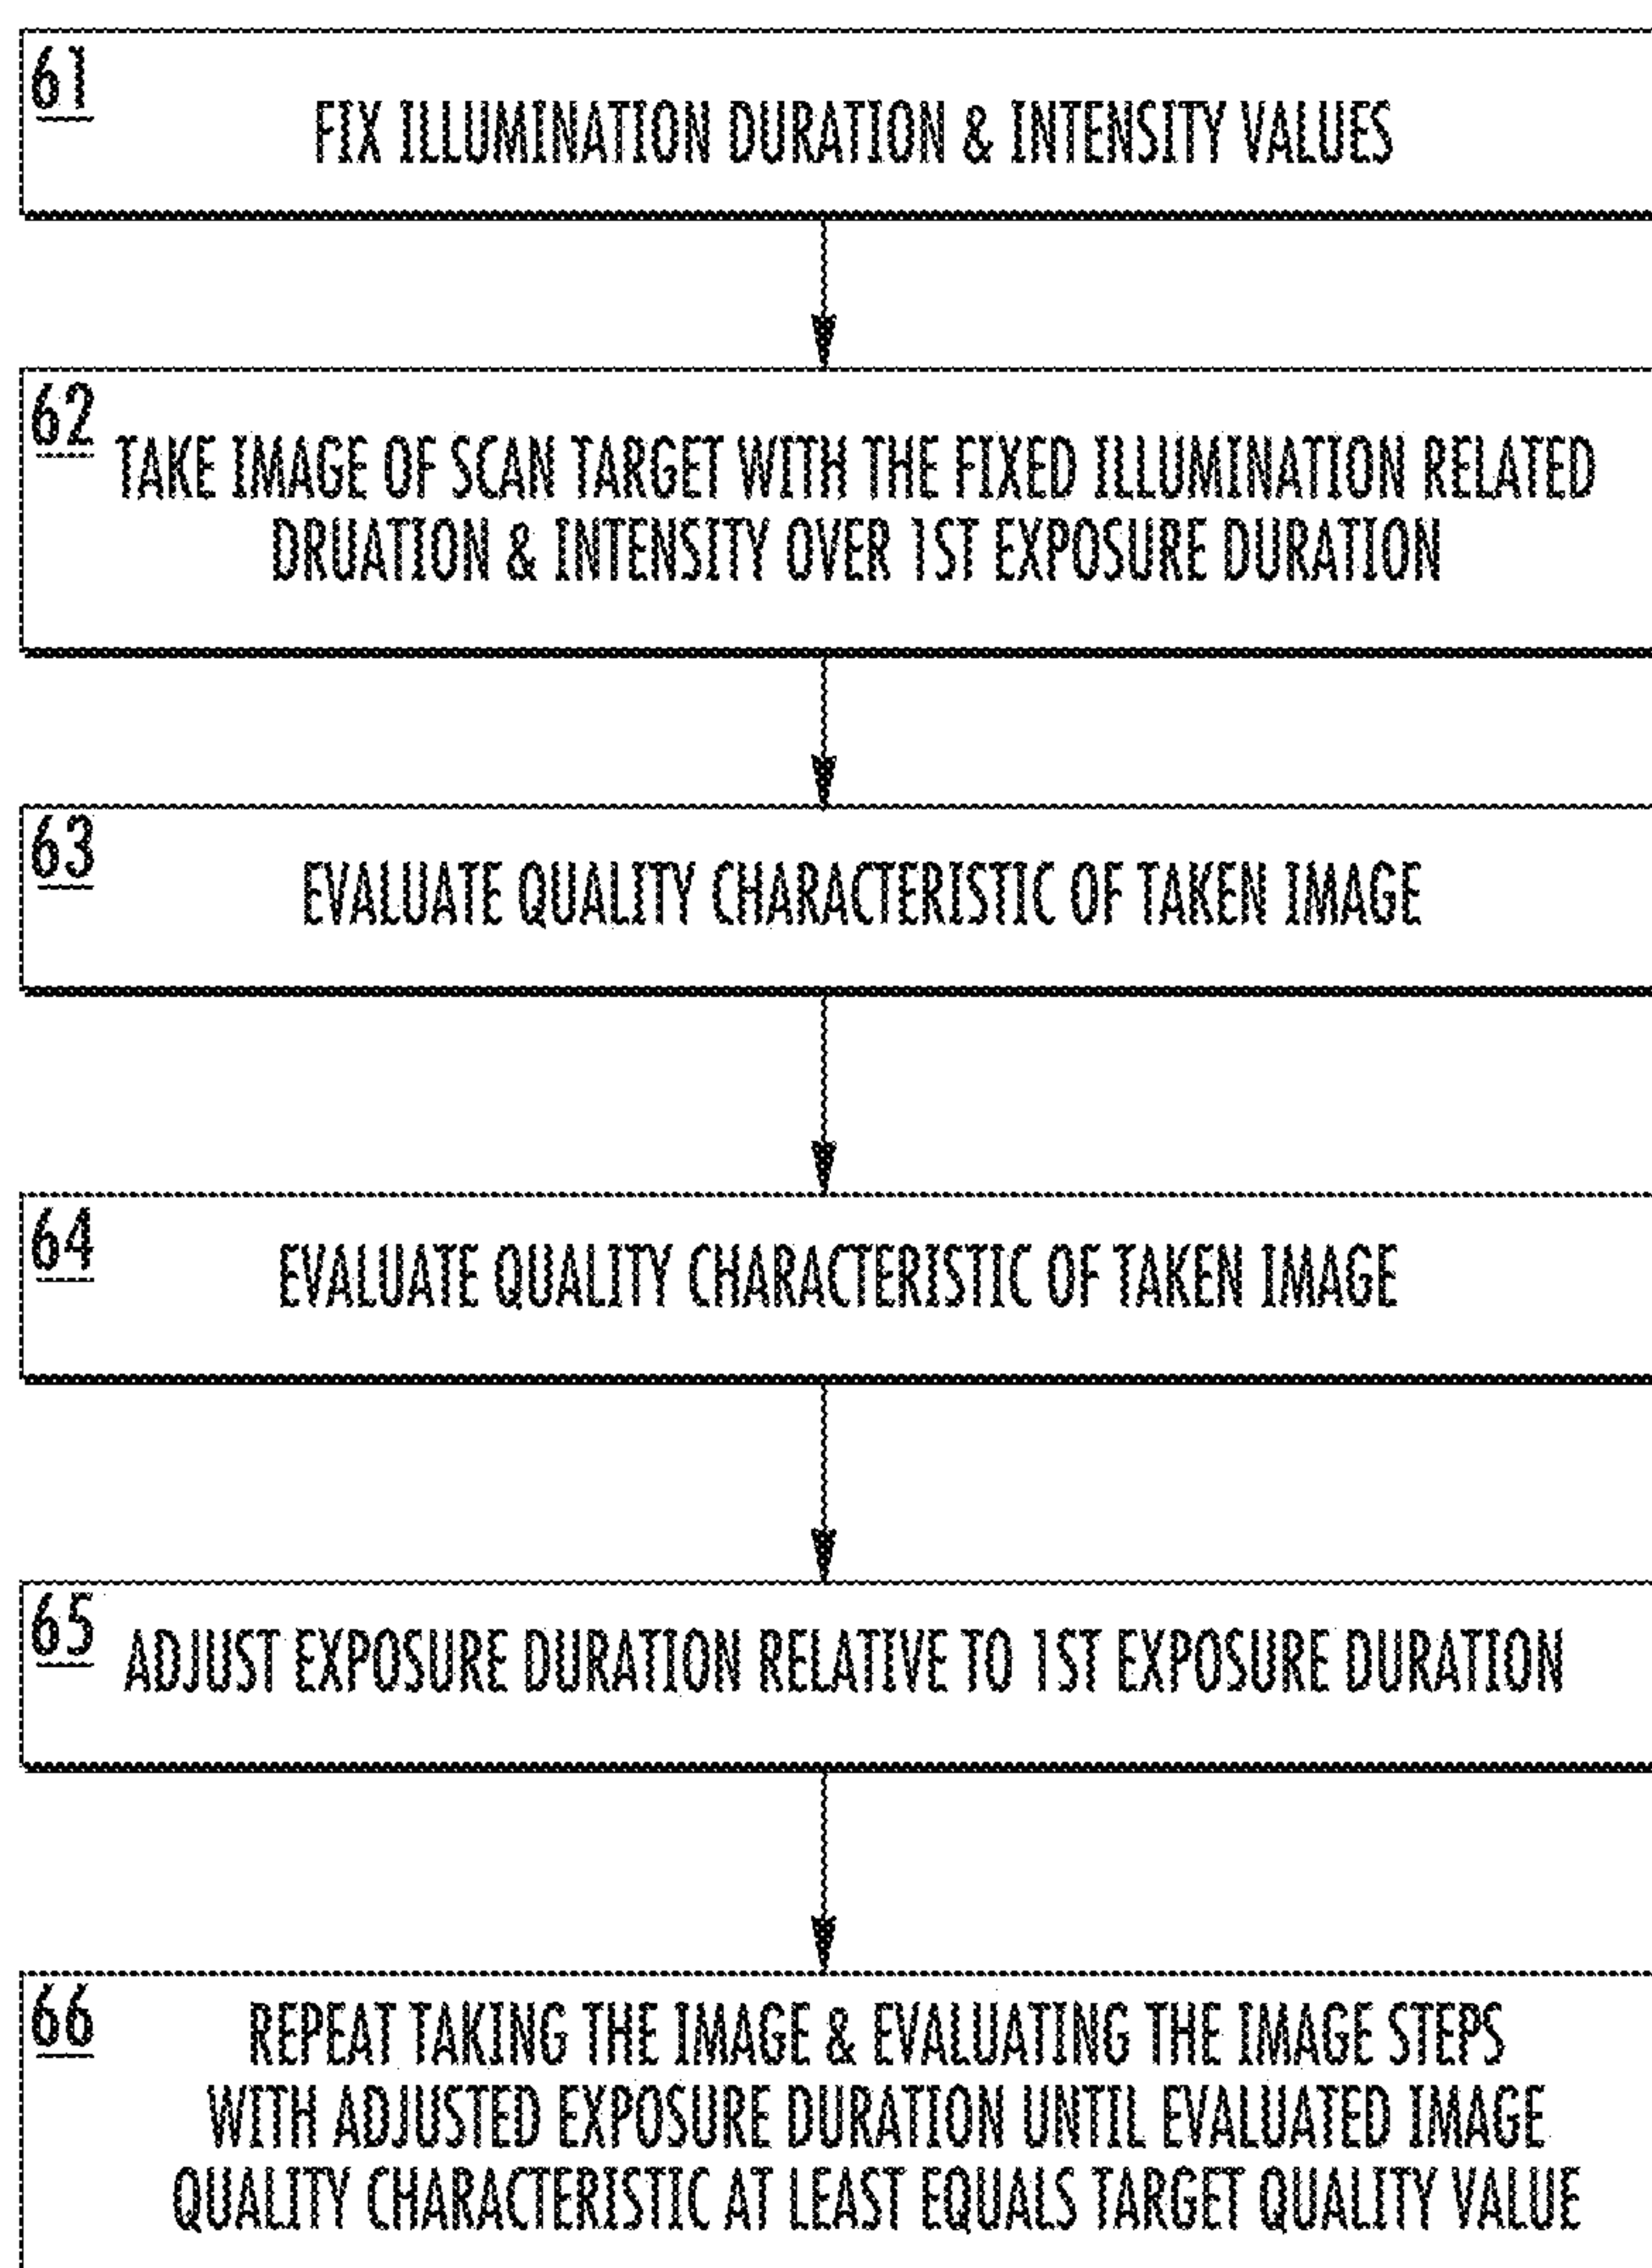 61
FIX ILLUMINATION DURATION & INTENSITY VALUES
62
TAKE IMAGE OF SCAN TARGET WITH THE FIXED ILLUMINATION RELATED
DRUATION & INTENSITY OVER 1ST EXPOSURE DURATION
63
EVALUATE QUALITY CHARACTERISTIC OF TAKEN IMAGE
64
EVALUATE QUALITY CHARACTERISTIC OF TAKEN IMAGE
65
ADJUST EXPOSURE DURATION RELATIVE TO 1ST EXPOSURE DURATION
66
REPEAT TAKING THE IMAGE & EVALUATING THE IMAGE STEPS
WITH ADJUSTED EXPOSURE DURATION UNTIL EVALUATED IMAGE
QUALITY CHARACTERISTIC AT LEAST EQUALS TARGET QUALITY VALUE